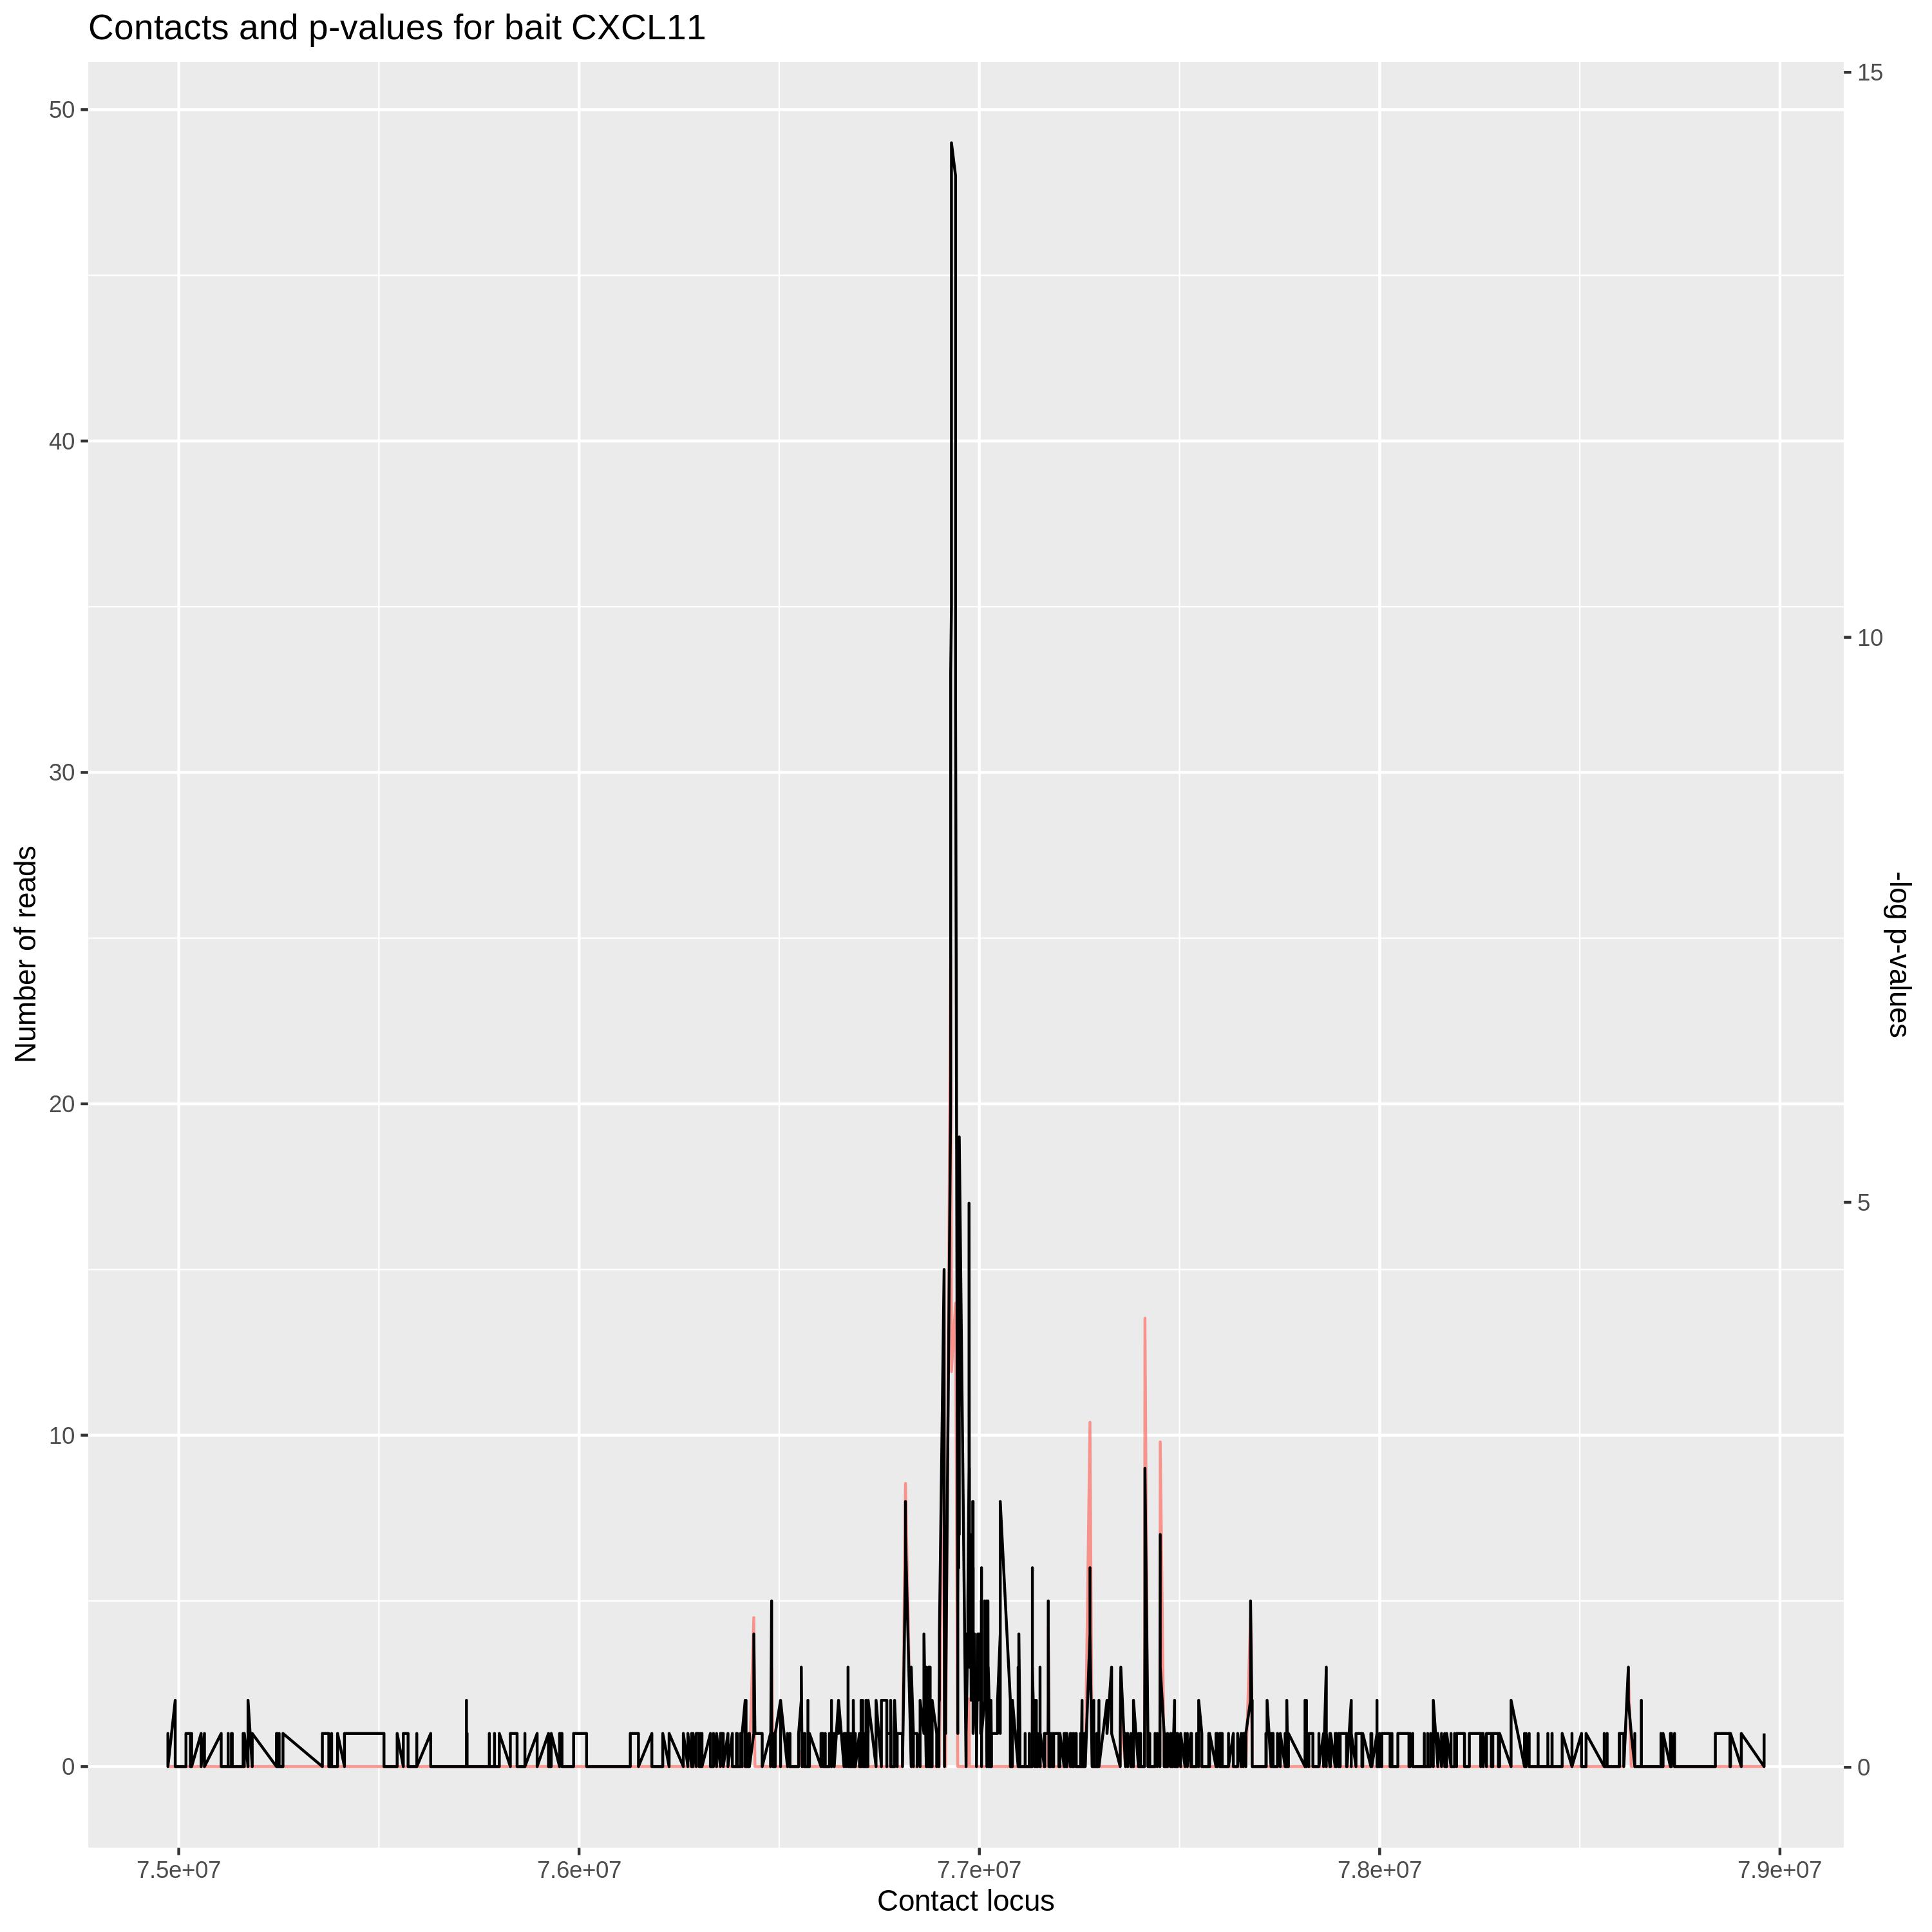 Contacts and p-values for bait CXCL11
50
40
30
20
10
0
Number of reads
15
10
5
0
-log p-values
7.5e+07 7.6e+07 7.7e+07 7.8e+07 7.9e+07
Contact locus